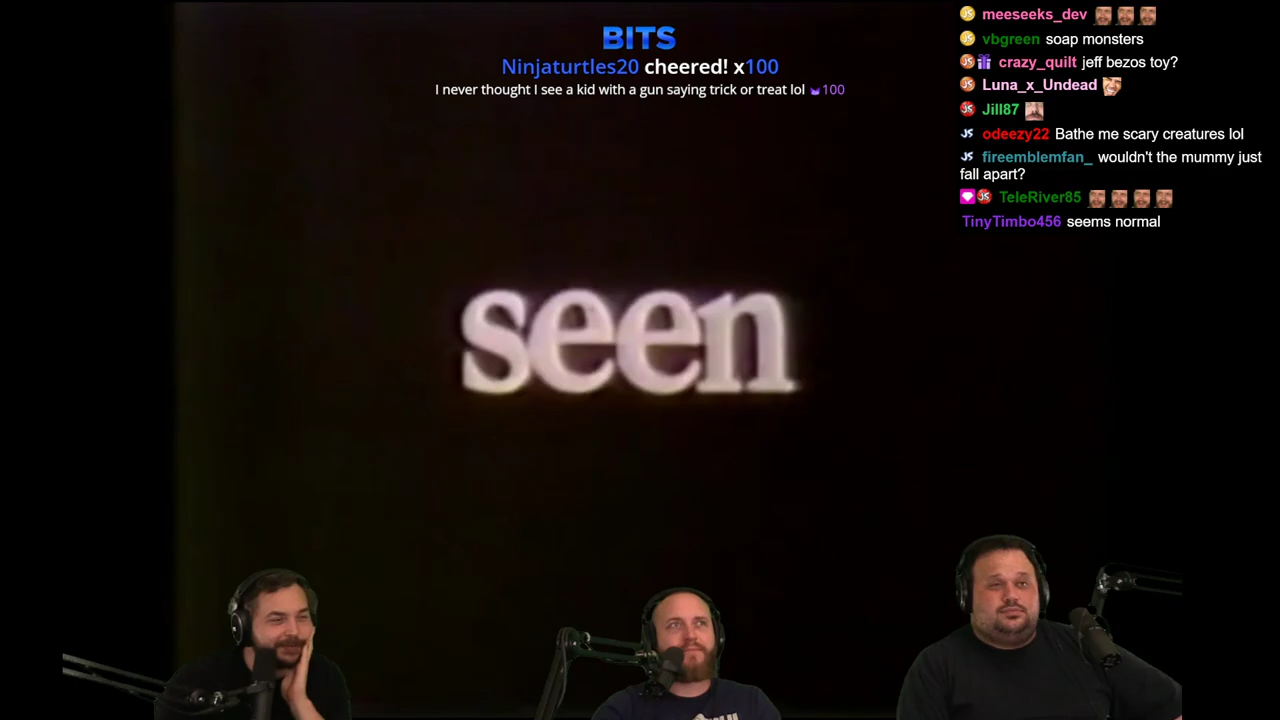 BITS
Ninjaturtles20 cheered! x100
I never thought I see a kid with a gun saying trick or treat lol 100
meeseeks_dev
vbgreen soap monsters
crazy_quilt jeff bezos toy?
Luna_x_Undead
Jill87
odeezy22 Bathe me scary creatures lol
fireemblemfan_ wouldn't the mummy just
fall apart?
TeleRiver85
TinyTimbo456 seems normal
seen